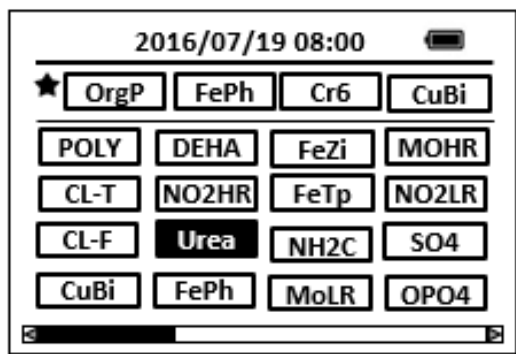 2016/07/19 08:00
OrgP FePh Cr6 CuBi
POLY DEHA FeZi MOHR
CL-T NO2HR FeTp NO2LR
CL-F Urea NH2C SO4
CuBi FePh MoLR OPO4